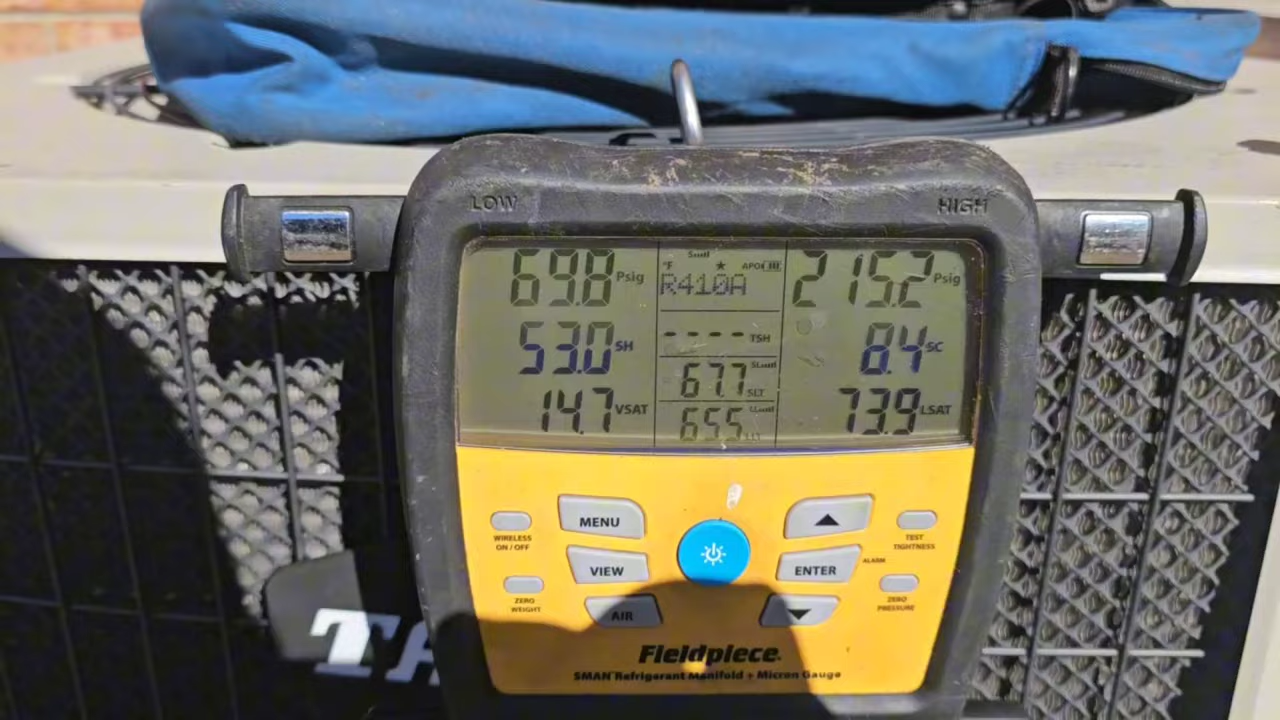 LOW
HIGH
69.8 Psig
53.0 SH
14.7 VSAT
°F
APO
R410A
---- TSH
67.7 SLT
65.5 LLT
215.2 Psig
8.4 SC
73.9 LSAT
MENU
VIEW
AIR
ENTER
WIRELESS
ON / OFF
ZERO
WEIGHT
TEST
TIGHTNESS
ALARM
ZERO
PRESSURE
Fieldpiece
SMAN Refrigerant Manifold + Micron Gauge